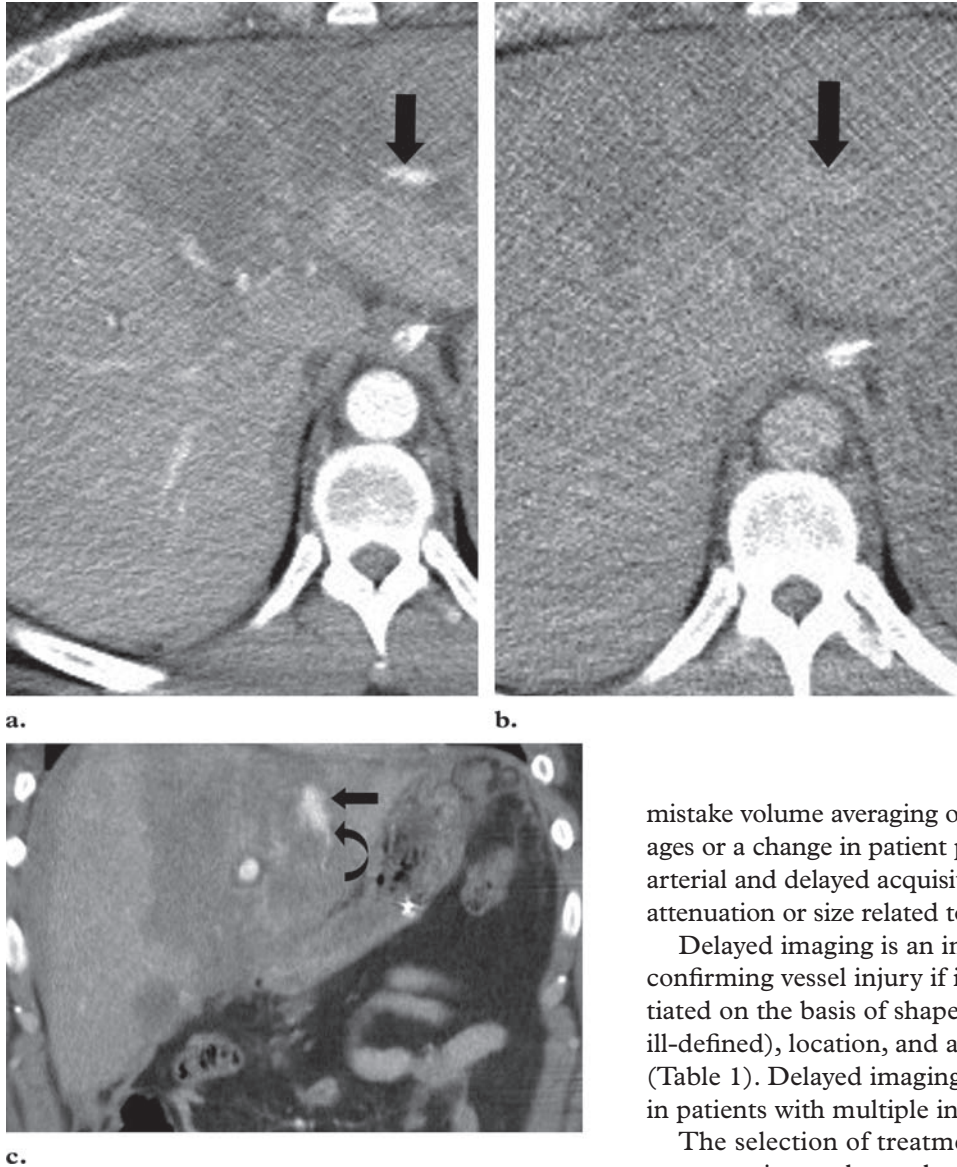 a.
b.
c.
mistake volume averaging o
ages or a change in patient p
arterial and delayed acquisit
attenuation or size related to
Delayed imaging is an in
confirming vessel injury if i
tiated on the basis of shape
ill-defined), location, and a
(Table 1). Delayed imaging
in patients with multiple in
The selection of treatme